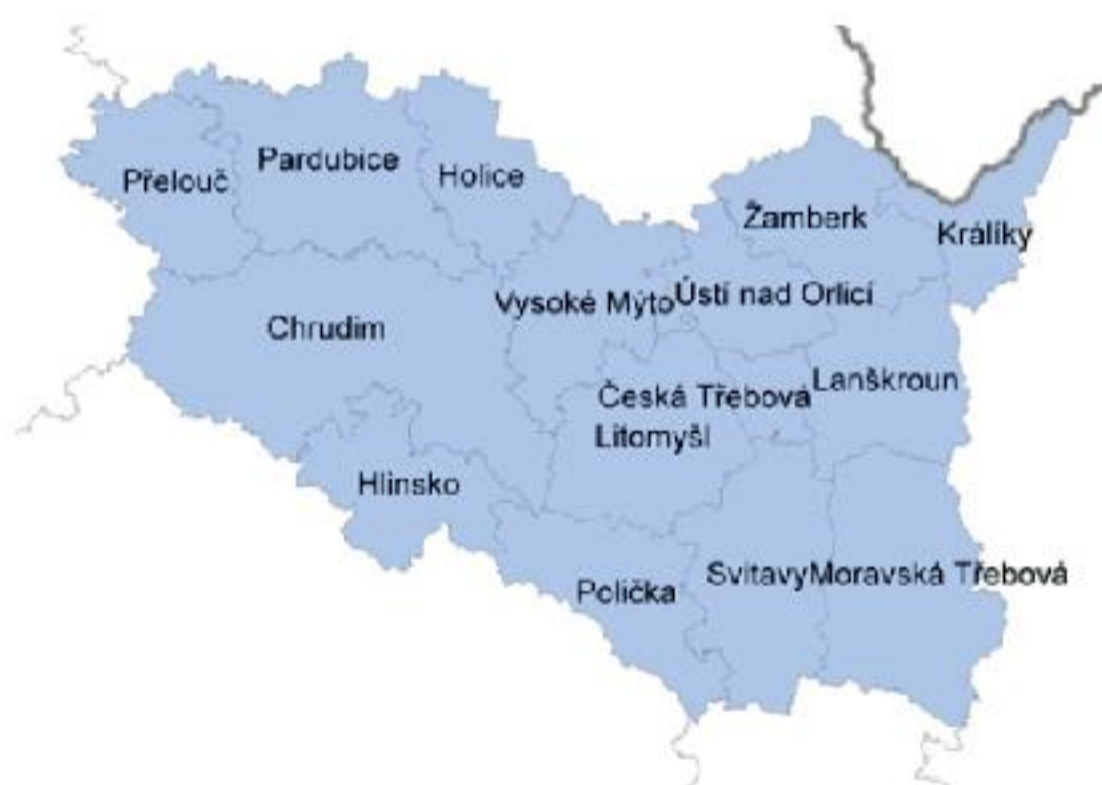 Pardubice
Holice
Přelouč
Žamberk
Králíky
Vysoké Mýto
Ústí nad Orlicí
Chrudim
Lanškroun
Česká Třebová
Litomyšl
Hlinsko
Svitavy
Moravská Třebová
Polička